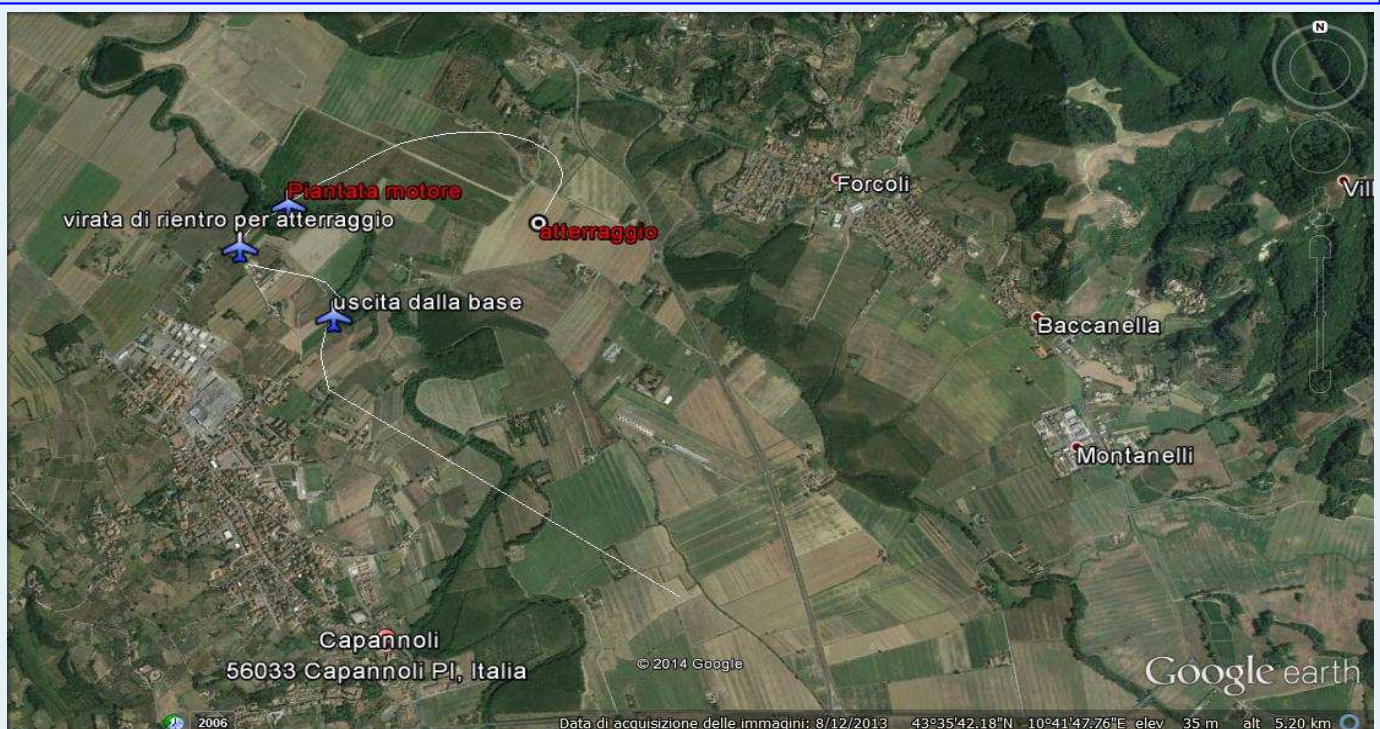 N
Forcoli
Vill
Piantata motore
virata di rientro per atterraggio
atterraggio
uscita dalla base
Baccanella
Montanelli
Capannoli
56033 Capannoli PI, Italia
© 2014 Google
Google earth
2006
Data di acquisizione delle immagini: 8/12/2013 43°35'42.18"N 10°41'47.76"E elev 35 m alt 5.20 km